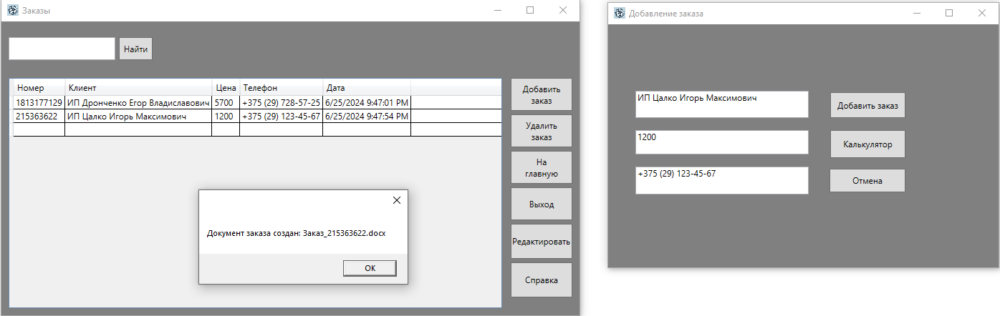 Заказы
Найти
Номер Клиент Цена Телефон Дата
1813177129 ИП Дронченко Егор Владиславович 5700 +375 (29) 728-57-25 6/25/2024 9:47:01 PM
215363622 ИП Цалко Игорь Максимович 1200 +375 (29) 123-45-67 6/25/2024 9:47:54 PM
Добавить
заказ
Удалить
заказ
На
главную
Выход
Редактировать
Справка
Документ заказа создан: Заказ_215363622.docx
OK
Добавление заказа
ИП Цалко Игорь Максимович
Добавить заказ
1200
Калькулятор
+375 (29) 123-45-67
Отмена